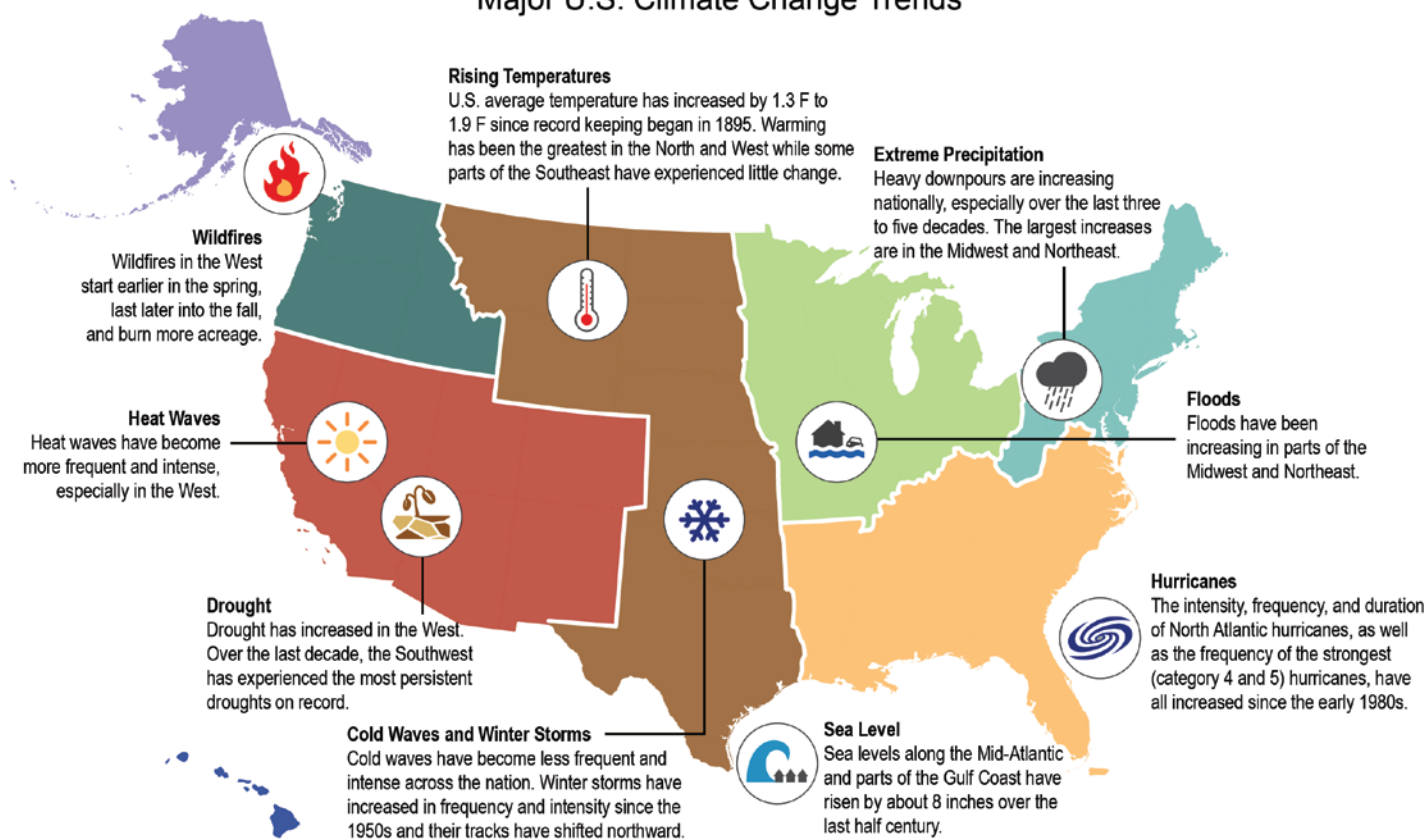 Major U.S. Climate Change Trends
Rising Temperatures
U.S. average temperature has increased by 1.3 F to
1.9 F since record keeping began in 1895. Warming
has been the greatest in the North and West while some
parts of the Southeast have experienced little change.
Extreme Precipitation
Heavy downpours are increasing
nationally, especially over the last three
to five decades. The largest increases
are in the Midwest and Northeast.
Wildfires
Wildfires in the West
start earlier in the spring,
last later into the fall,
and burn more acreage.
Heat Waves
Heat waves have become
more frequent and intense,
especially in the West.
Floods
Floods have been
increasing in parts of the
Midwest and Northeast.
Drought
Drought has increased in the West.
Over the last decade, the Southwest
has experienced the most persistent
droughts on record.
Hurricanes
The intensity, frequency, and duration
of North Atlantic hurricanes, as well
as the frequency of the strongest
(category 4 and 5) hurricanes, have
all increased since the early 1980s.
Cold Waves and Winter Storms
Cold waves have become less frequent and
intense across the nation. Winter storms have
increased in frequency and intensity since the
1950s and their tracks have shifted northward.
Sea Level
Sea levels along the Mid-Atlantic
and parts of the Gulf Coast have
risen by about 8 inches over the
last half century.